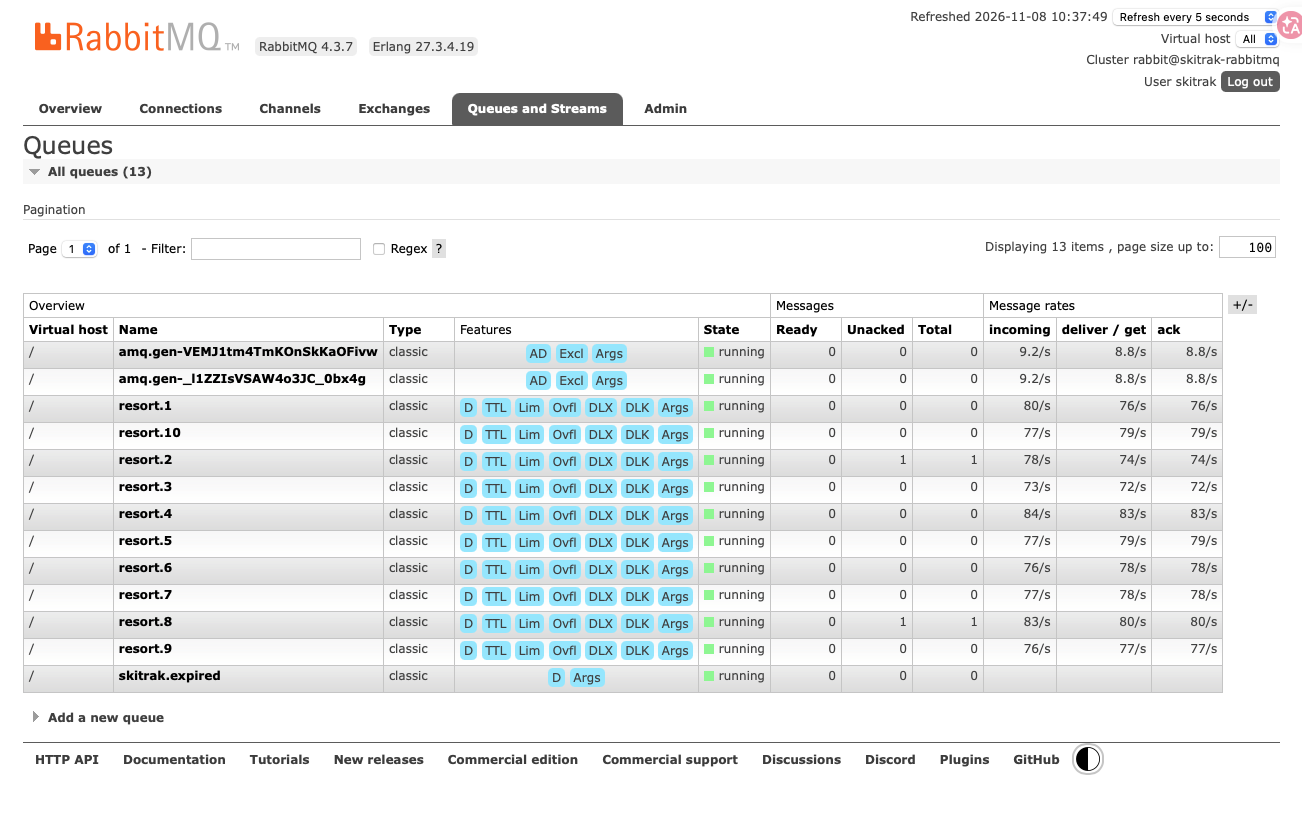 Refreshed 2026-11-08 10:37:49 Refresh every 5 seconds
RabbitMQ TM RabbitMQ 4.3.7 Erlang 27.3.4.19
Virtual host All
Cluster rabbit@skitrak-rabbitmq
User skitrak Log out
Overview Connections Channels Exchanges Queues and Streams Admin
Queues
All queues (13)
Pagination
Page 1 of 1 - Filter: Regex ? Displaying 13 items , page size up to: 100
Overview Messages Message rates +/-
Virtual host Name Type Features State Ready Unacked Total incoming deliver / get ack
/ amq.gen-VEMJ1tm4TmKOnSkKaOFivw classic AD Excl Args running 0 0 0 9.2/s 8.8/s 8.8/s
/ amq.gen-_l1ZZIsVSAW4o3JC_0bx4g classic AD Excl Args running 0 0 0 9.2/s 8.8/s 8.8/s
/ resort.1 classic D TTL Lim Ovfl DLX DLK Args running 0 0 0 80/s 76/s 76/s
/ resort.10 classic D TTL Lim Ovfl DLX DLK Args running 0 0 0 77/s 79/s 79/s
/ resort.2 classic D TTL Lim Ovfl DLX DLK Args running 0 1 1 78/s 74/s 74/s
/ resort.3 classic D TTL Lim Ovfl DLX DLK Args running 0 0 0 73/s 72/s 72/s
/ resort.4 classic D TTL Lim Ovfl DLX DLK Args running 0 0 0 84/s 83/s 83/s
/ resort.5 classic D TTL Lim Ovfl DLX DLK Args running 0 0 0 77/s 79/s 79/s
/ resort.6 classic D TTL Lim Ovfl DLX DLK Args running 0 0 0 76/s 78/s 78/s
/ resort.7 classic D TTL Lim Ovfl DLX DLK Args running 0 0 0 77/s 78/s 78/s
/ resort.8 classic D TTL Lim Ovfl DLX DLK Args running 0 1 1 83/s 80/s 80/s
/ resort.9 classic D TTL Lim Ovfl DLX DLK Args running 0 0 0 76/s 77/s 77/s
/ skitrak.expired classic D Args running 0 0 0
Add a new queue
HTTP API Documentation Tutorials New releases Commercial edition Commercial support Discussions Discord Plugins GitHub